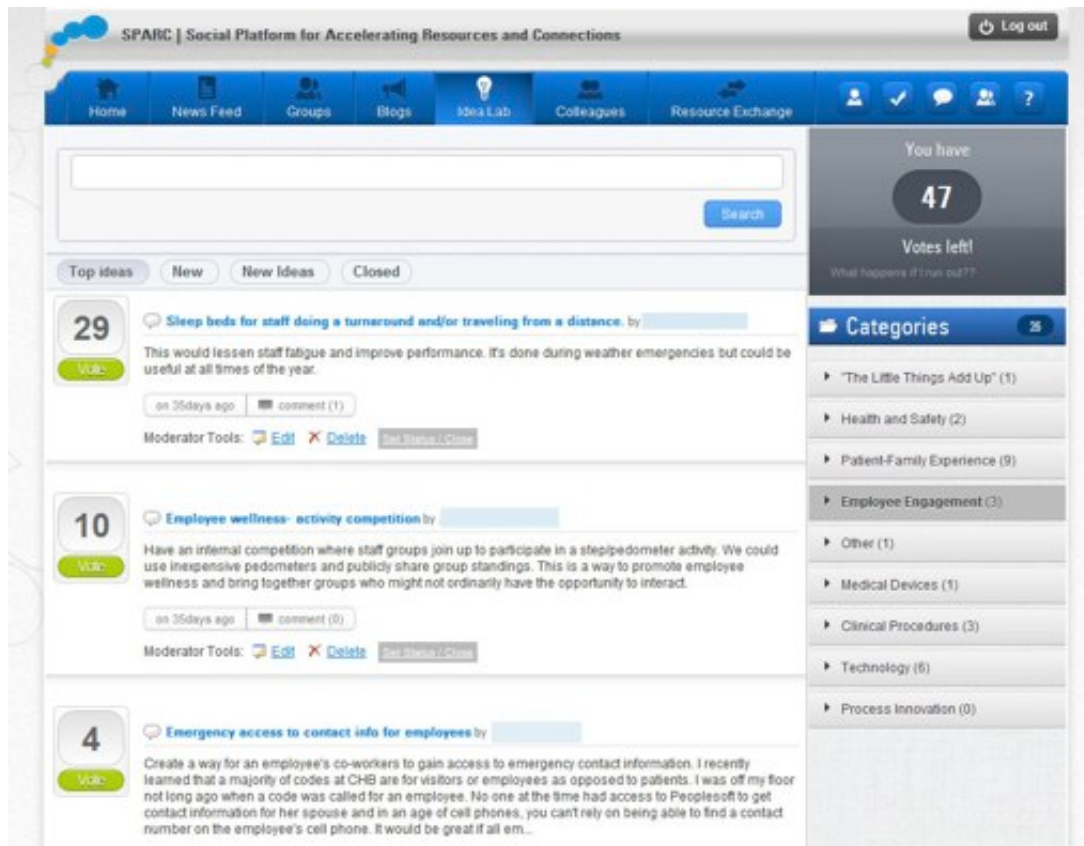 SPARC | Social Platform for Accelerating Resources and Connections
Log out
Home
News Feed
Groups
Blogs
Idea Lab
Colleagues
Resource Exchange
?
You have
47
Votes left!
What happens if I run out??
Search
Top ideas
New
New Ideas
Closed
29
Vote
Sleep beds for staff doing a turnaround and/or traveling from a distance. by
This would lessen staff fatigue and improve performance. It's done during weather emergencies but could be
useful at all times of the year.
on 35days ago
comment (1)
Moderator Tools: Edit Delete Set Status / Close
10
Vote
Employee wellness- activity competition by
Have an internal competition where staff groups join up to participate in a step/pedometer activity. We could
use inexpensive pedometers and publicly share group standings. This is a way to promote employee
wellness and bring together groups who might not ordinarily have the opportunity to interact.
on 35days ago
comment (0)
Moderator Tools: Edit Delete Set Status / Close
4
Vote
Emergency access to contact info for employees by
Create a way for an employee's co-workers to gain access to emergency contact information. I recently
learned that a majority of codes at CHB are for visitors or employees as opposed to patients. I was off my floor
not long ago when a code was called for an employee. No one at the time had access to Peoplesoft to get
contact information for her spouse and in an age of cell phones, you can't rely on being able to find a contact
number on the employee's cell phone. It would be great if all em...
Categories
"The Little Things Add Up" (1)
Health and Safety (2)
Patient-Family Experience (9)
Employee Engagement (3)
Other (1)
Medical Devices (1)
Clinical Procedures (3)
Technology (6)
Process Innovation (0)